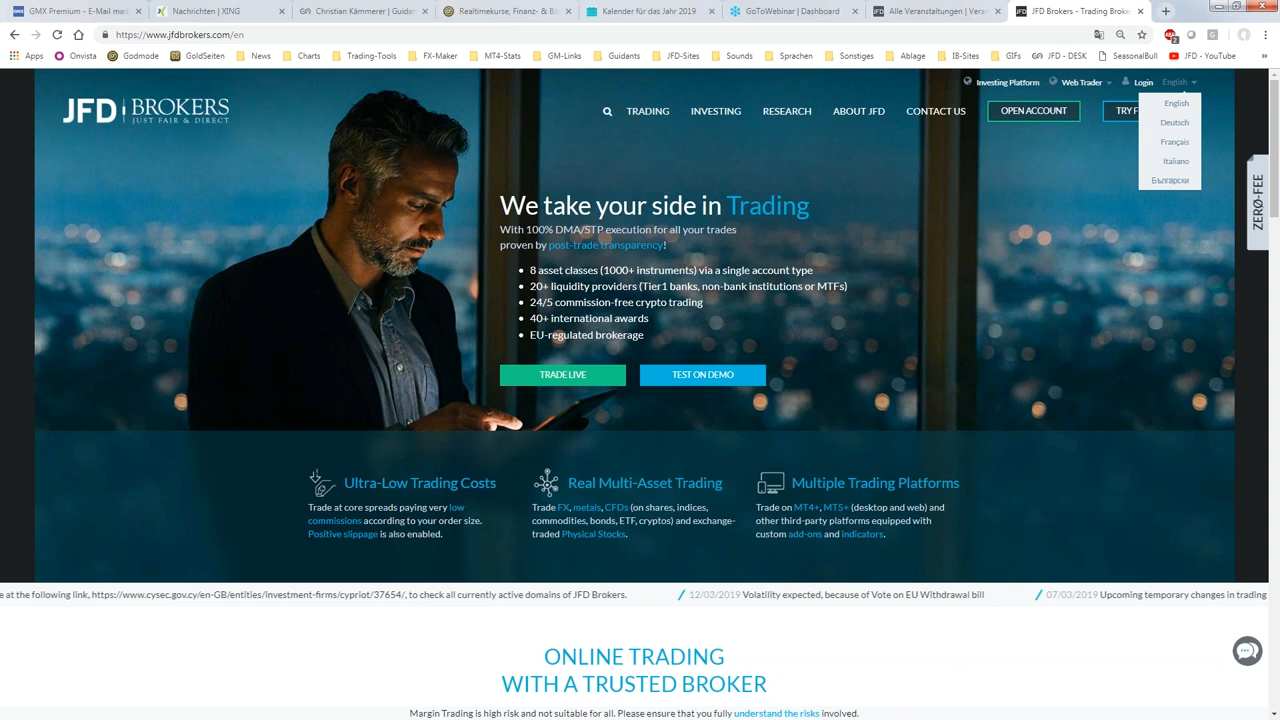 GMX Premium - E-Mail mad
Nachrichten | XING
Christian Kämmerer | Guidan
Realtimekurse, Finanz- & Bö
Kalender für das Jahr 2019
GoToWebinar | Dashboard
Alle Veranstaltungen | Veran
JFD Brokers - Trading Broke
https://www.jfdbrokers.com/en
Apps
Onvista
Godmode
GoldSeiten
News
Charts
Trading-Tools
FX-Maker
MT4-Stats
GM-Links
Guidants
JFD-Sites
Sounds
Sprachen
Sonstiges
Ablage
IB-Sites
GIFs
JFD - DESK
SeasonalBull
JFD - YouTube
Investing Platform
Web Trader
Login
English
JFD | BROKERS
JUST FAIR & DIRECT
TRADING
INVESTING
RESEARCH
ABOUT JFD
CONTACT US
OPEN ACCOUNT
TRY F
English
Deutsch
Français
Italiano
Български
ZERØ-FEE
We take your side in Trading
With 100% DMA/STP execution for all your trades
proven by post-trade transparency!
• 8 asset classes (1000+ instruments) via a single account type
• 20+ liquidity providers (Tier1 banks, non-bank institutions or MTFs)
• 24/5 commission-free crypto trading
• 40+ international awards
• EU-regulated brokerage
TRADE LIVE
TEST ON DEMO
Ultra-Low Trading Costs
Trade at core spreads paying very low
commissions according to your order size.
Positive slippage is also enabled.
Real Multi-Asset Trading
Trade FX, metals, CFDs (on shares, indices,
commodities, bonds, ETF, cryptos) and exchange-
traded Physical Stocks.
Multiple Trading Platforms
Trade on MT4+, MT5+ (desktop and web) and
other third-party platforms equipped with
custom add-ons and indicators.
e at the following link, https://www.cysec.gov.cy/en-GB/entities/investment-firms/cypriot/37654/, to check all currently active domains of JFD Brokers.
12/03/2019 Volatility expected, because of Vote on EU Withdrawal bill
07/03/2019 Upcoming temporary changes in trading
ONLINE TRADING
WITH A TRUSTED BROKER
Margin Trading is high risk and not suitable for all. Please ensure that you fully understand the risks involved.